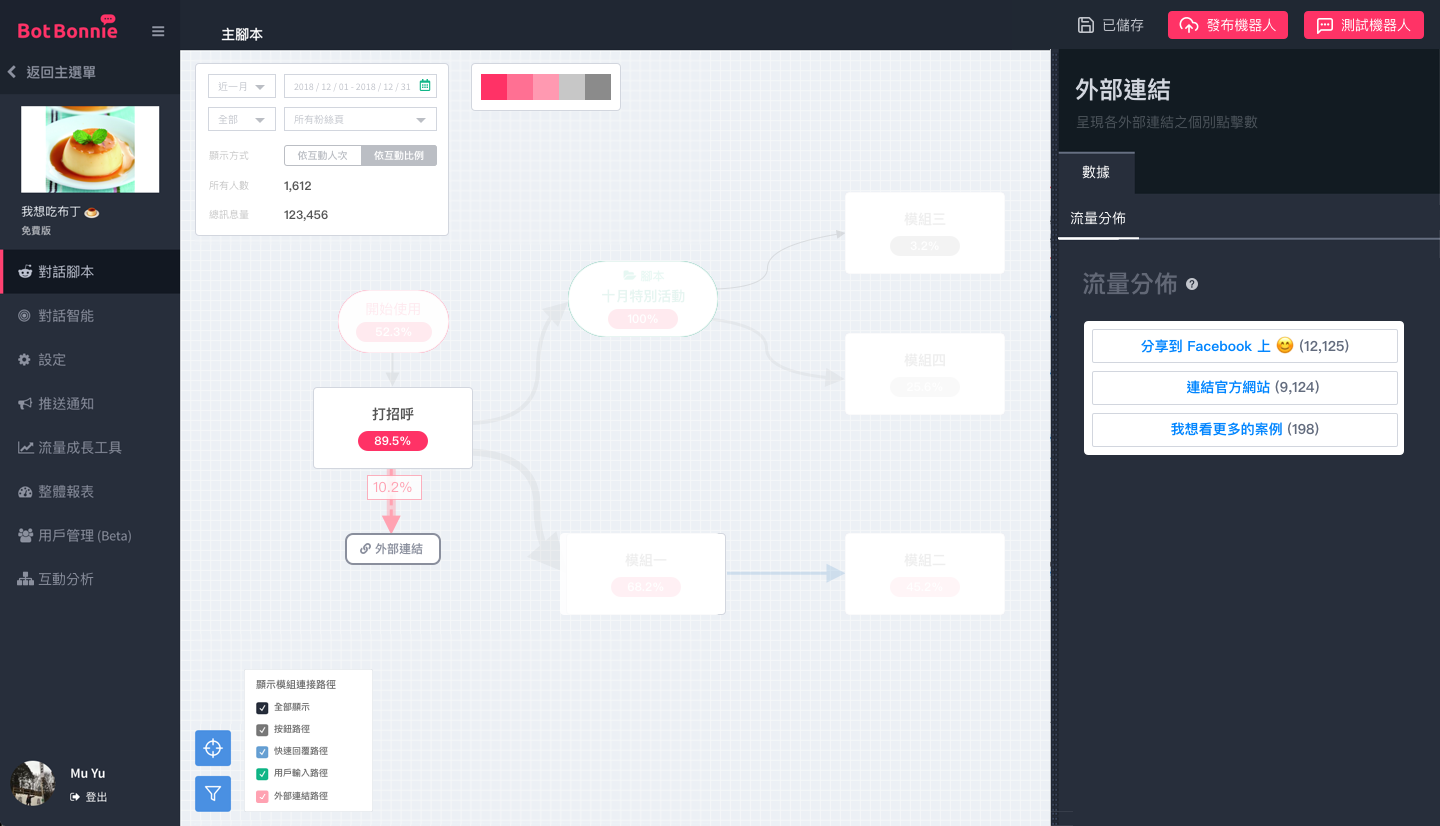 BotBonnie
主腳本
已儲存
發布機器人
測試機器人
返回主選單
我想吃布丁 🍮
免費版
對話腳本
對話智能
設定
推送通知
流量成長工具
整體報表
用戶管理 (Beta)
互動分析
Mu Yu
登出
近一月
2018 / 12 / 01 - 2018 / 12 / 31
全部
所有粉絲頁
顯示方式
依互動人次
依互動比例
所有人數
1,612
總訊息量
123,456
開始使用
52.3%
打招呼
89.5%
10.2%
外部連結
腳本
十月特別活動
100%
模組三
3.2%
模組四
模組一
68.2%
模組二
顯示模組連接路徑
全部顯示
按鈕路徑
快速回覆路徑
用戶輸入路徑
外部連結路徑
外部連結
呈現各外部連結之個別點擊數
數據
流量分佈
流量分佈
分享到 Facebook 上 😊 (12,125)
連結官方網站 (9,124)
我想看更多的案例 (198)